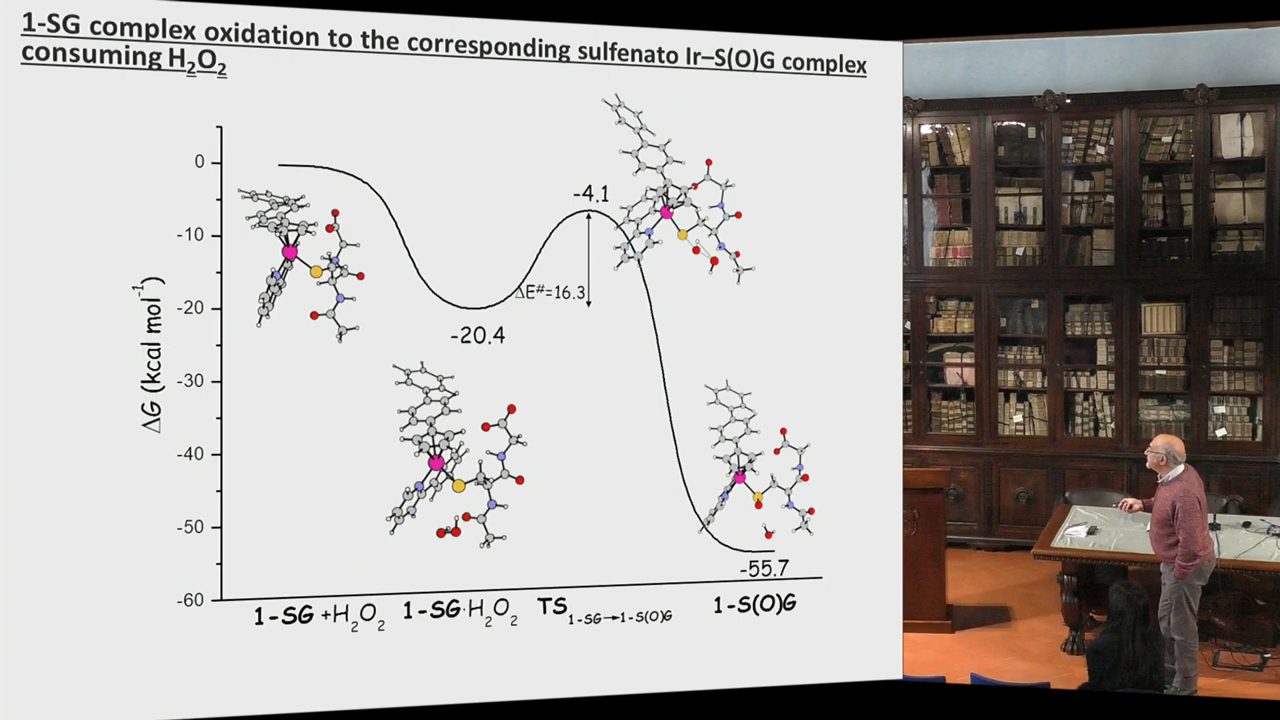 1-SG complex oxidation to the corresponding sulfenato Ir–S(O)G complex
consuming H₂O₂
0
-10
-20
-30
-40
-50
-60
ΔG (kcal mol⁻¹)
-4.1
ΔE#=16.3
-20.4
-55.7
1-SG +H₂O₂
1-SG·H₂O₂
TS₁₋SG→1-S(O)G
1-S(O)G